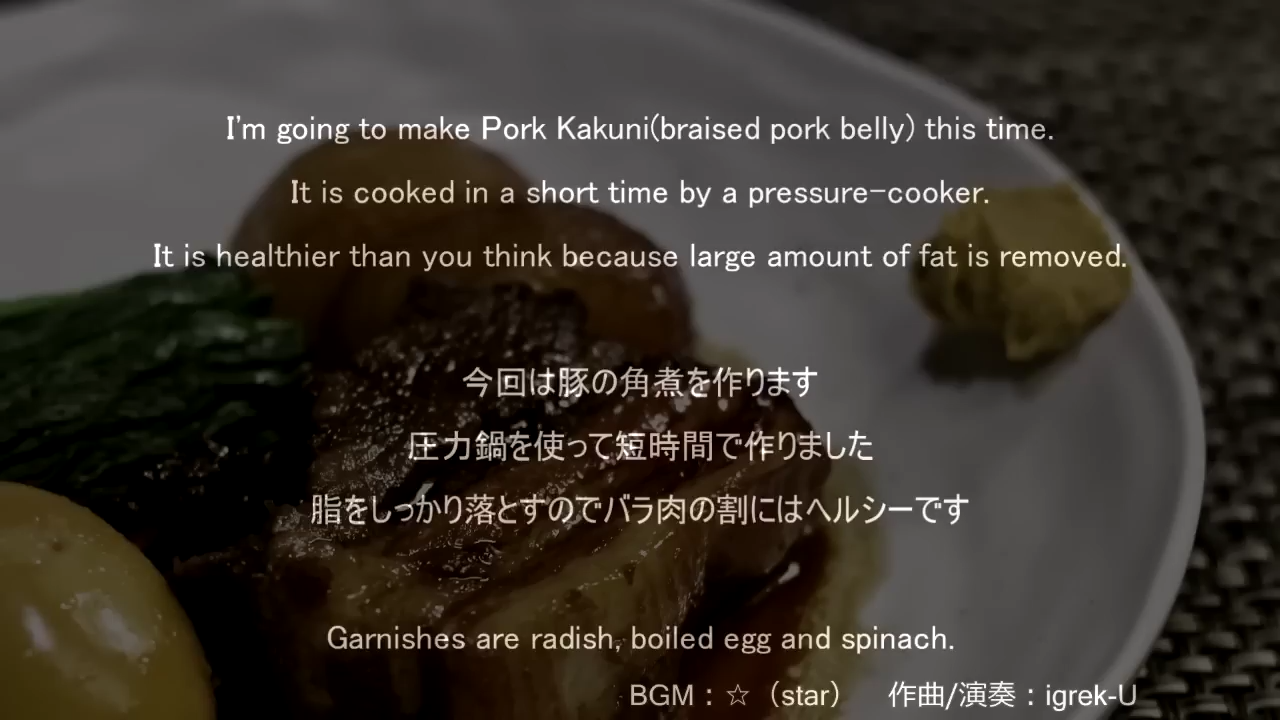 I'm going to make Pork Kakuni(braised pork belly) this time.
It is cooked in a short time by a pressure-cooker.
It is healthier than you think because large amount of fat is removed.
今回は豚の角煮を作ります
圧力鍋を使って短時間で作りました
脂をしっかり落とすのでバラ肉の割にはヘルシーです
Garnishes are radish, boiled egg and spinach.
BGM：☆（star） 作曲/演奏：igrek-U